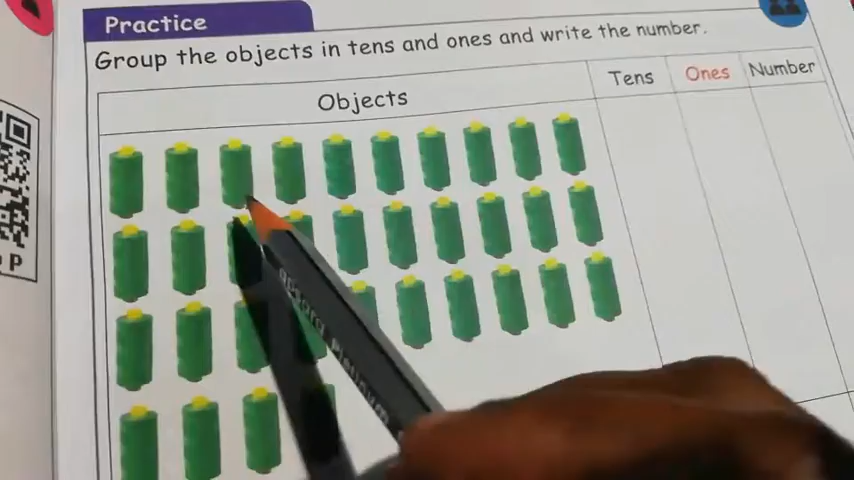 Practice
Group the objects in tens and ones and write the number.
Objects
Tens
Ones
Number
P